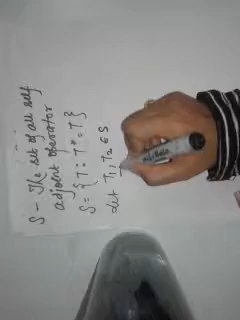 S - The set of all self
adjoint operator
S = { T : T* = T }
Let T₁, T₂ ∈ S.